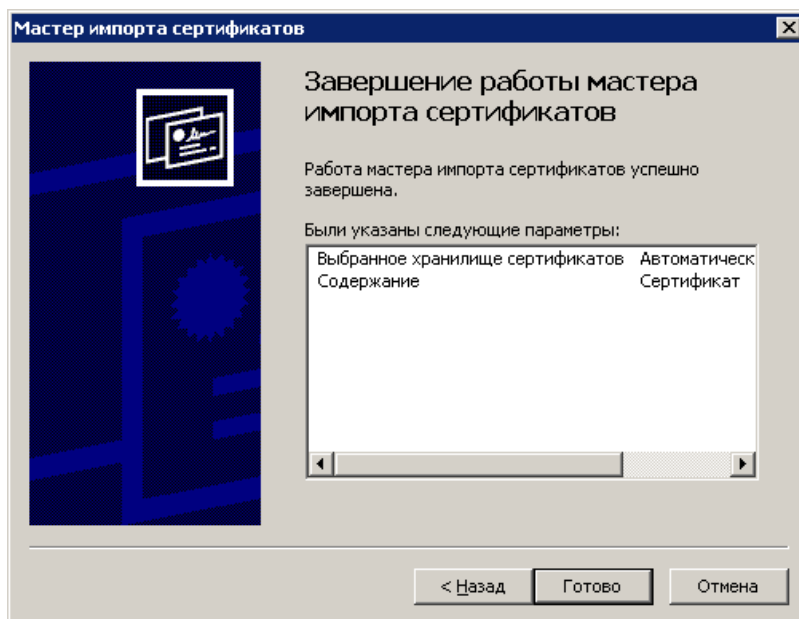 Мастер импорта сертификатов
Завершение работы мастера
импорта сертификатов
Работа мастера импорта сертификатов успешно
завершена.
Были указаны следующие параметры:
Выбранное хранилище сертификатов Автоматическ
Содержание Сертификат
< Назад Готово Отмена